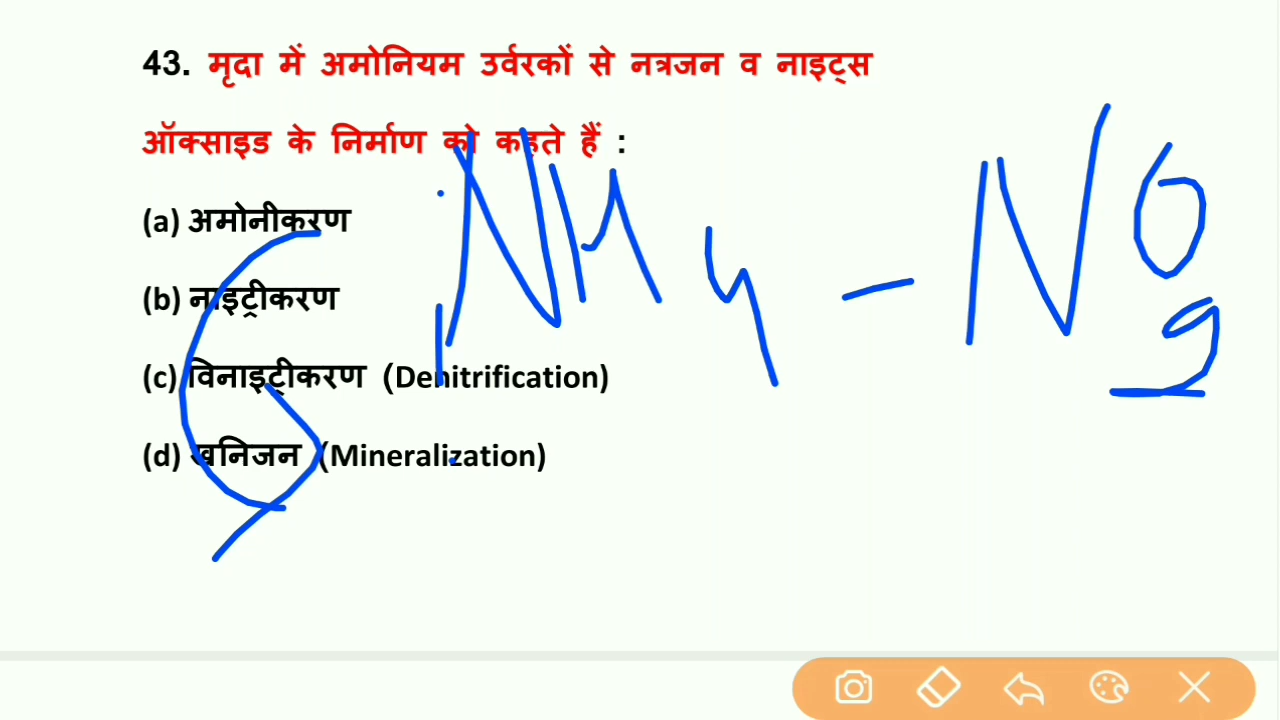 43. मृदा में अमोनियम उर्वरकों से नत्रजन व नाइट्स
ऑक्साइड के निर्माण को कहते हैं :
(a) अमोनीकरण
(b) नाइट्रीकरण
(c) विनाइट्रीकरण (Denitrification)
(d) खनिजन (Mineralization)
NH4 - NO2